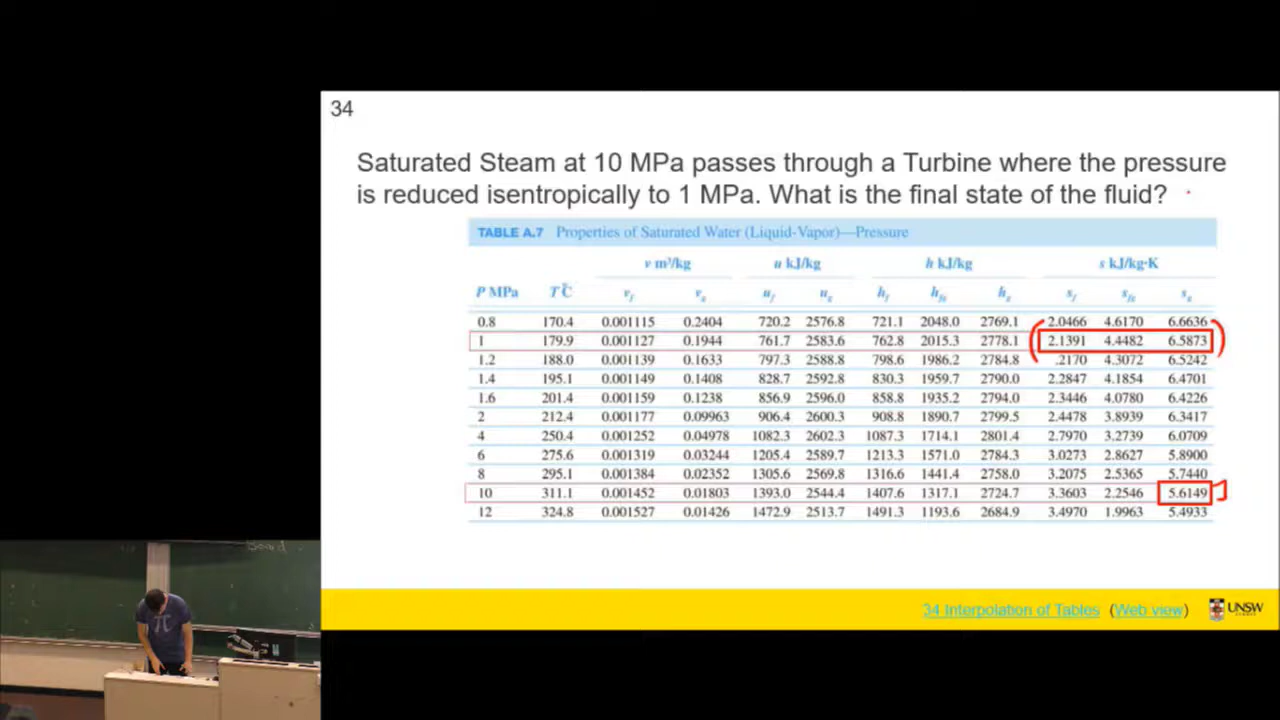 34
Saturated Steam at 10 MPa passes through a Turbine where the pressure
is reduced isentropically to 1 MPa. What is the final state of the fluid?
TABLE A.7 Properties of Saturated Water (Liquid-Vapor)—Pressure
v m³/kg u kJ/kg h kJ/kg s kJ/kg·K
P MPa T °C v_f v_g u_f u_g h_f h_fg h_g s_f s_fg s_g
0.8 170.4 0.001115 0.2404 720.2 2576.8 721.1 2048.0 2769.1 2.0466 4.6170 6.6636
1 179.9 0.001127 0.1944 761.7 2583.6 762.8 2015.3 2778.1 2.1391 4.4482 6.5873
1.2 188.0 0.001139 0.1633 797.3 2588.8 798.6 1986.2 2784.8 .2170 4.3072 6.5242
1.4 195.1 0.001149 0.1408 828.7 2592.8 830.3 1959.7 2790.0 2.2847 4.1854 6.4701
1.6 201.4 0.001159 0.1238 856.9 2596.0 858.8 1935.2 2794.0 2.3446 4.0780 6.4226
2 212.4 0.001177 0.09963 906.4 2600.3 908.8 1890.7 2799.5 2.4478 3.8939 6.3417
4 250.4 0.001252 0.04978 1082.3 2602.3 1087.3 1714.1 2801.4 2.7970 3.2739 6.0709
6 275.6 0.001319 0.03244 1205.4 2589.7 1213.3 1571.0 2784.3 3.0273 2.8627 5.8900
8 295.1 0.001384 0.02352 1305.6 2569.8 1316.6 1441.4 2758.0 3.2075 2.5365 5.7440
10 311.1 0.001452 0.01803 1393.0 2544.4 1407.6 1317.1 2724.7 3.3603 2.2546 5.6149
12 324.8 0.001527 0.01426 1472.9 2513.7 1491.3 1193.6 2684.9 3.4970 1.9963 5.4933
π
34 Interpolation of Tables (Web view)
UNSW